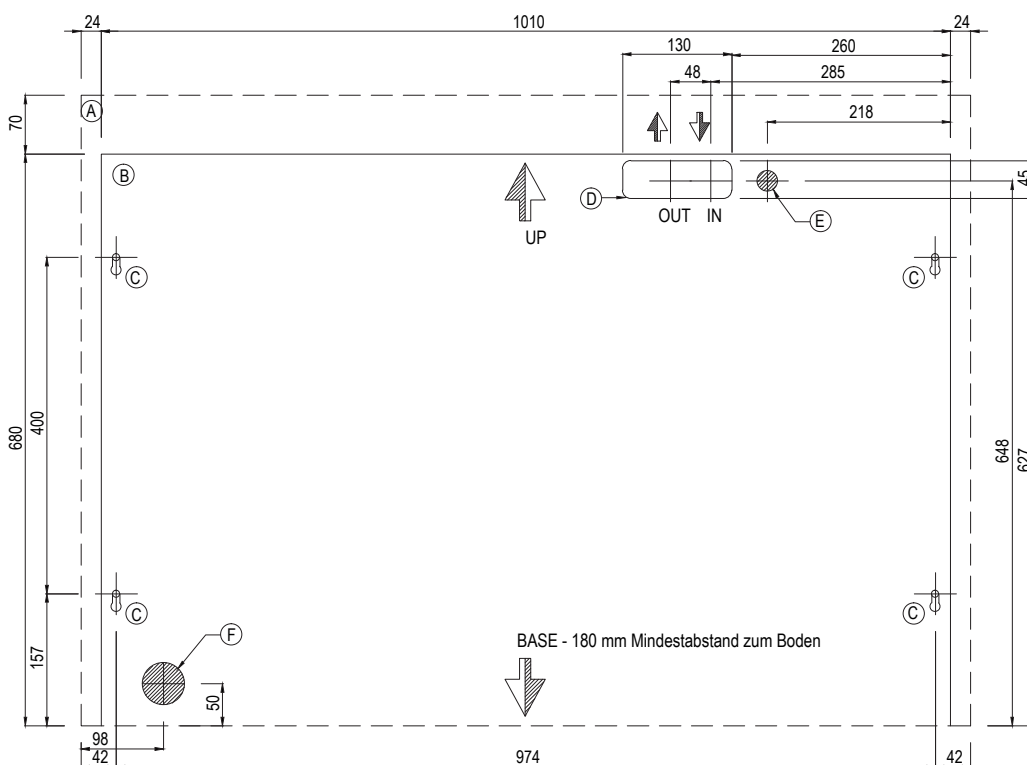 24 1010 24
130 260
48 285
70 A 218
B 45
D OUT IN E
UP
C C
680 400 648 627
C C
157 F BASE - 180 mm Mindestabstand zum Boden
50
98
42 974 42